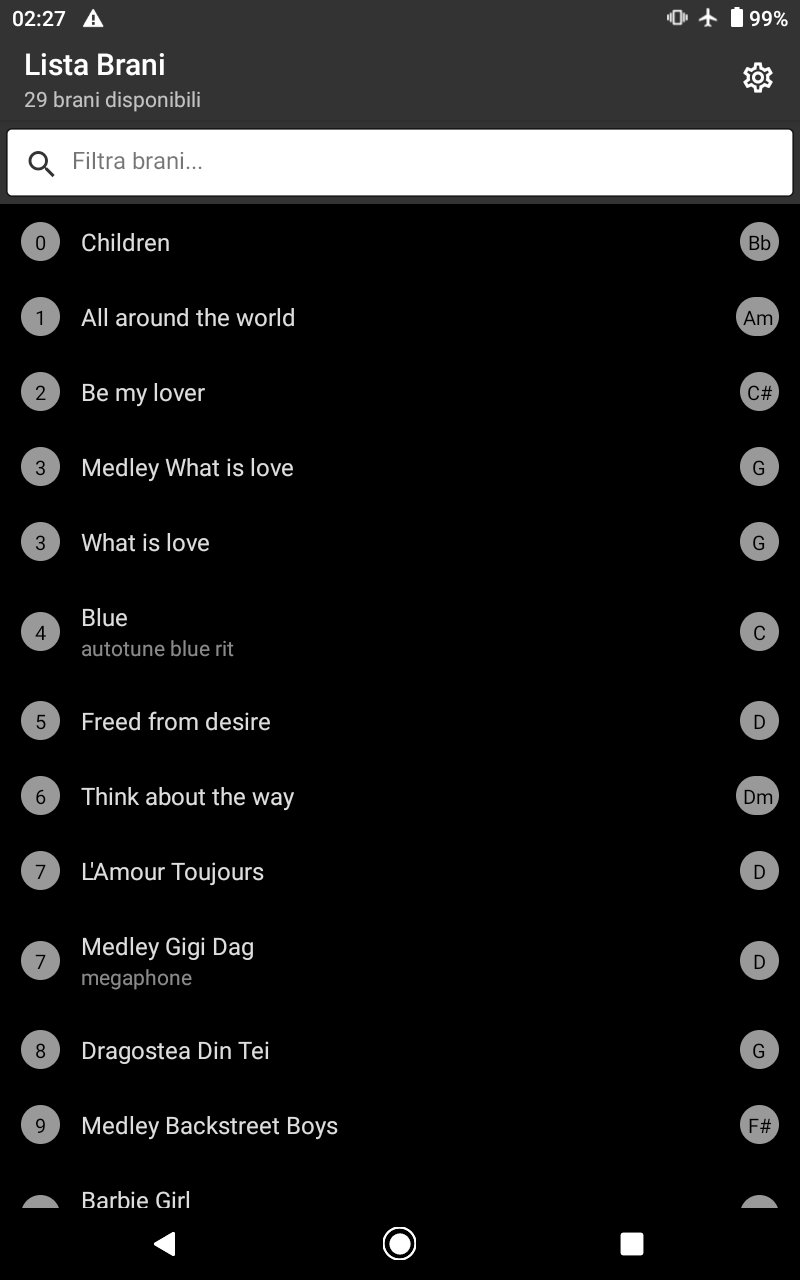 02:27
99%
Lista Brani
29 brani disponibili
Filtra brani...
0 Children Bb
1 All around the world Am
2 Be my lover C#
3 Medley What is love G
3 What is love G
4 Blue C
autotune blue rit
5 Freed from desire D
6 Think about the way Dm
7 L'Amour Toujours D
7 Medley Gigi Dag D
megaphone
8 Dragostea Din Tei G
9 Medley Backstreet Boys F#
Barbie Girl